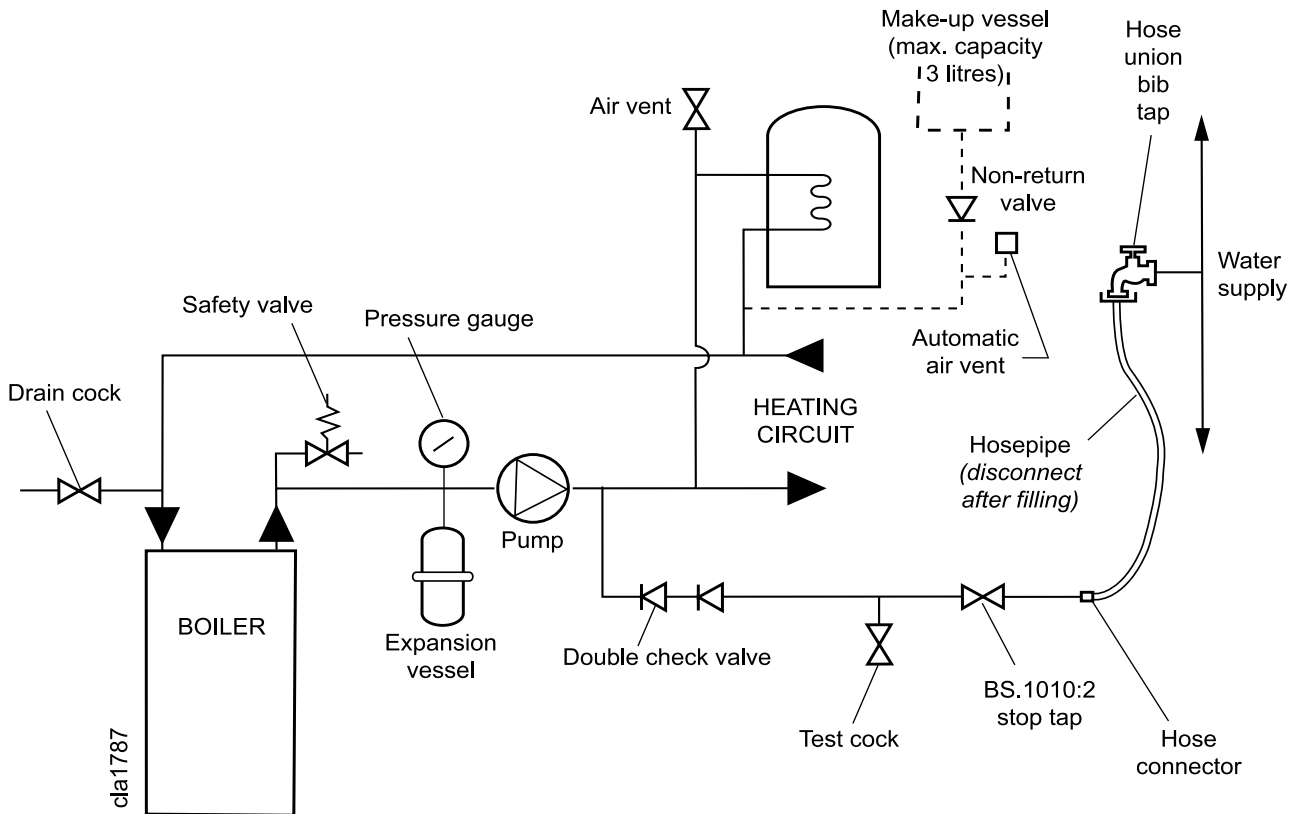 Make-up vessel
(max. capacity
3 litres)
Hose
union
bib
tap
Air vent
Non-return
valve
Water
supply
Safety valve
Pressure gauge
Automatic
air vent
Drain cock
HEATING
CIRCUIT
Hosepipe
(disconnect
after filling)
Pump
BOILER
Expansion
vessel
Double check valve
BS.1010:2
stop tap
Test cock
Hose
connector
cla1787